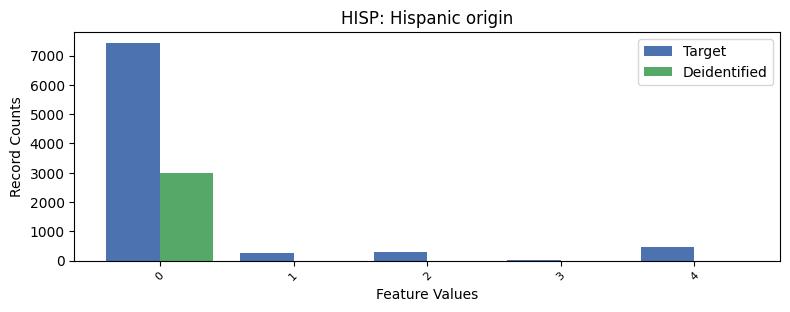 HISP: Hispanic origin
Target
Deidentified
Record Counts
7000
6000
5000
4000
3000
2000
1000
0
0 1 2 3 4
Feature Values